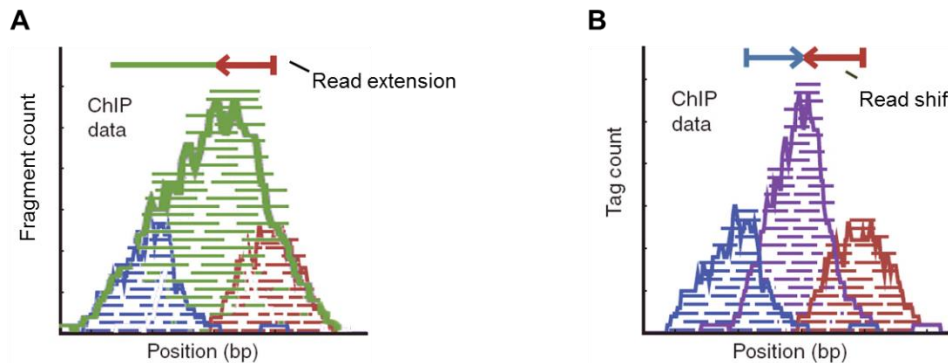 A
Read extension
ChIP
data
Fragment count
Position (bp)
B
Read shif
ChIP
data
Tag count
Position (bp)